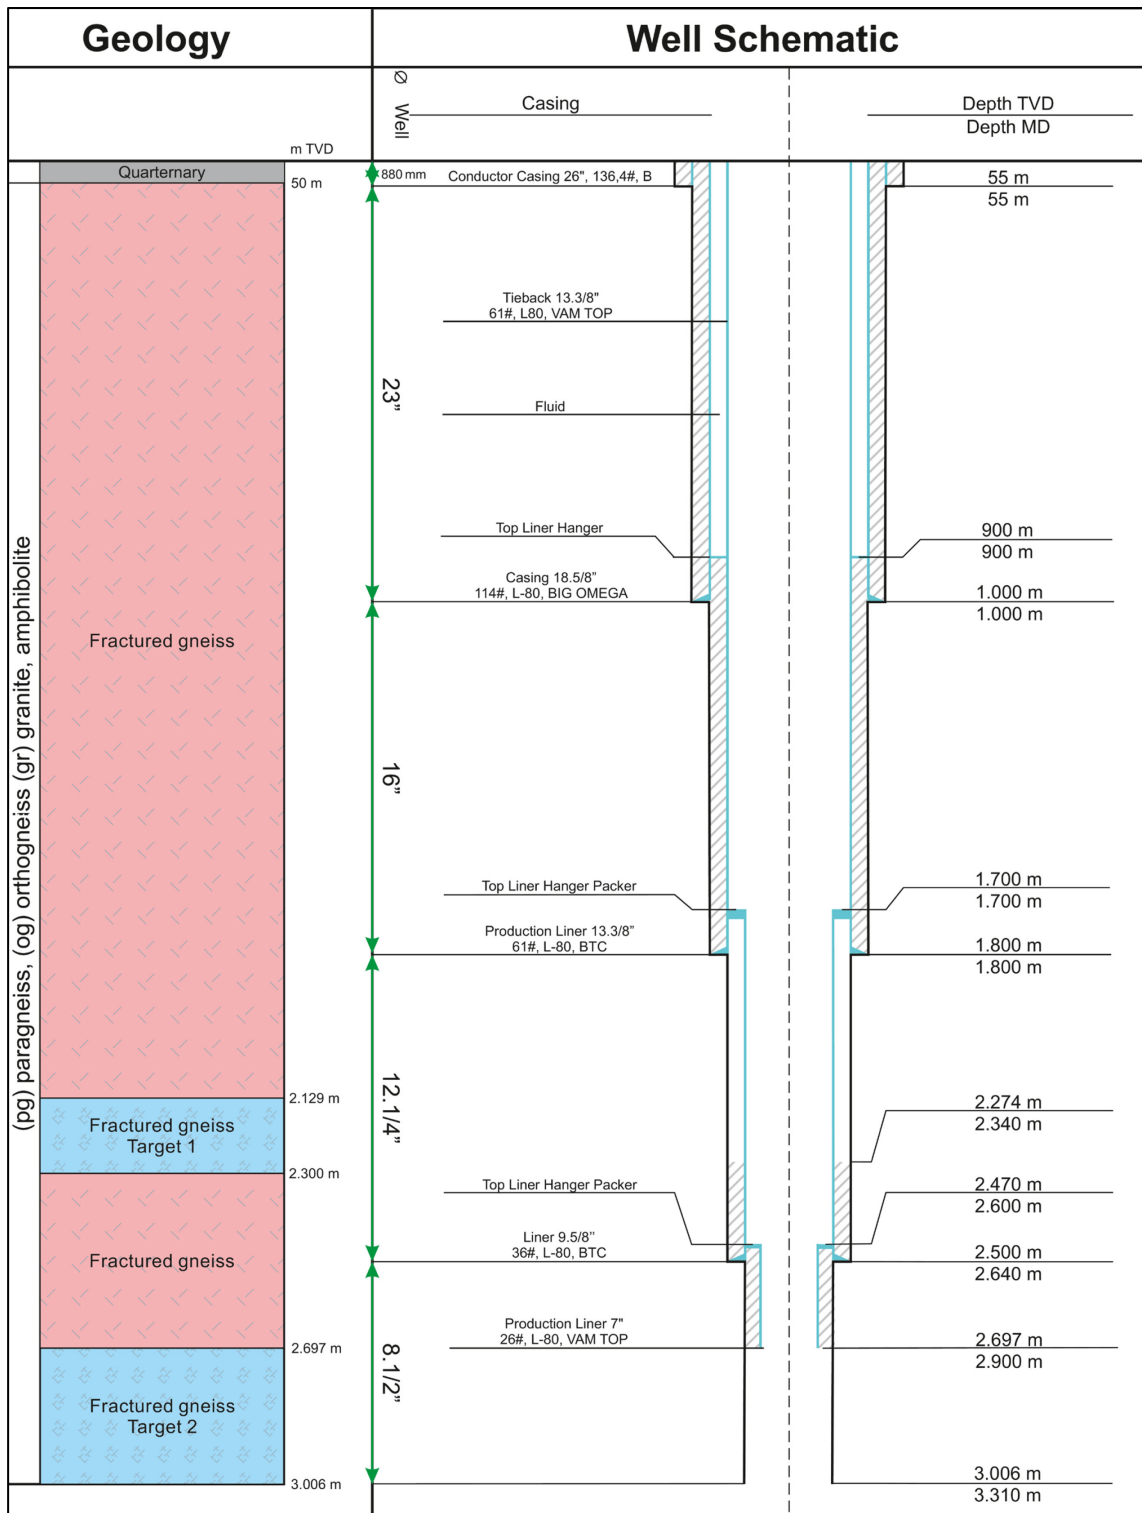 Geology
Well Schematic
m TVD
Ø Well
Casing
Depth TVD
Depth MD
Quarternary
50 m
880 mm
Conductor Casing 26", 136,4#, B
55 m
55 m
Tieback 13.3/8"
61#, L80, VAM TOP
23”
Fluid
Top Liner Hanger
900 m
900 m
Casing 18.5/8”
114#, L-80, BIG OMEGA
1.000 m
1.000 m
(pg) paragneiss, (og) orthogneiss (gr) granite, amphibolite
Fractured gneiss
16”
Top Liner Hanger Packer
1.700 m
1.700 m
Production Liner 13.3/8”
61#, L-80, BTC
1.800 m
1.800 m
2.129 m
12.1/4”
Fractured gneiss
Target 1
2.274 m
2.340 m
2.300 m
Top Liner Hanger Packer
2.470 m
2.600 m
Liner 9.5/8’’
36#, L-80, BTC
2.500 m
2.640 m
Fractured gneiss
Production Liner 7"
26#, L-80, VAM TOP
2.697 m
2.697 m
2.900 m
8.1/2”
Fractured gneiss
Target 2
3.006 m
3.006 m
3.310 m